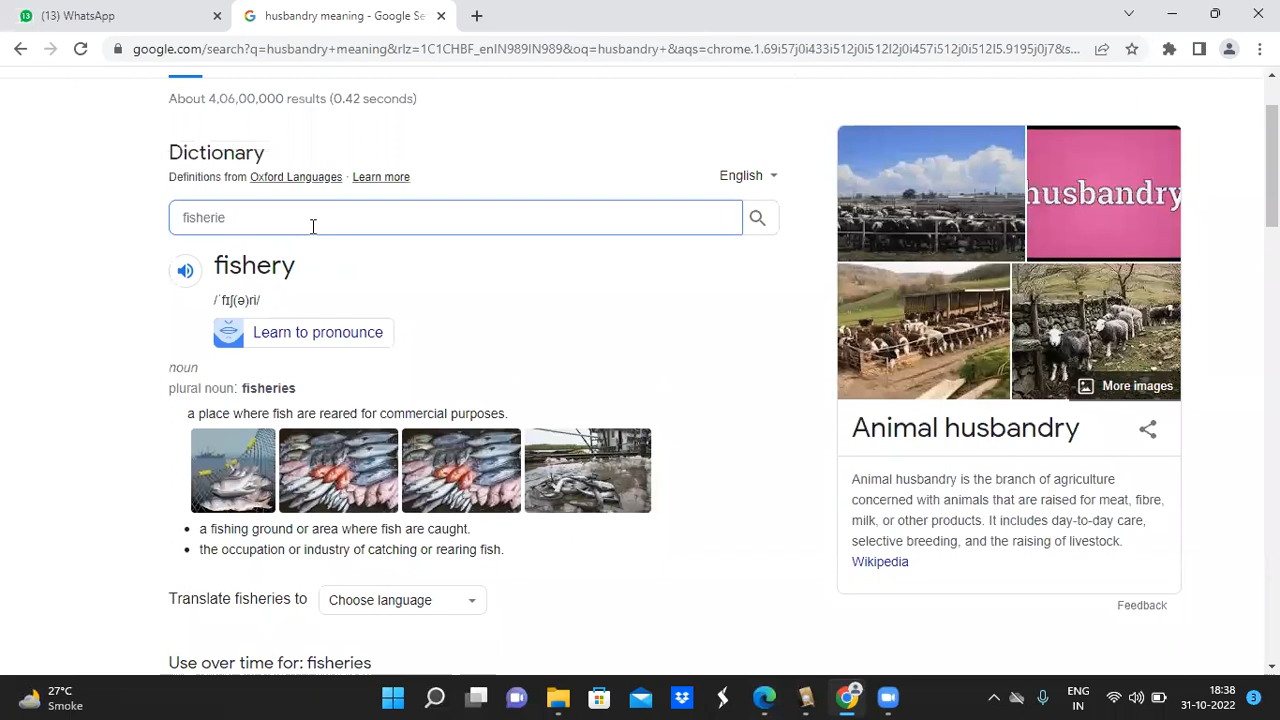 (13) WhatsApp
husbandry meaning - Google Se
google.com/search?q=husbandry+meaning&rlz=1C1CHBF_enIN989IN989&oq=husbandry+&aqs=chrome.1.69i57j0i433i512j0i512l2j0i457i512j0i512l5.9195j0j7&s...
About 4,06,00,000 results (0.42 seconds)
Dictionary
Definitions from Oxford Languages · Learn more
English
fisherie
fishery
/ˈfɪʃ(ə)ri/
Learn to pronounce
noun
plural noun: fisheries
a place where fish are reared for commercial purposes.
• a fishing ground or area where fish are caught.
• the occupation or industry of catching or rearing fish.
Translate fisheries to
Choose language
Use over time for: fisheries
husbandry
More images
Animal husbandry
Animal husbandry is the branch of agriculture
concerned with animals that are raised for meat, fibre,
milk, or other products. It includes day-to-day care,
selective breeding, and the raising of livestock.
Wikipedia
Feedback
27°C
Smoke
ENG
IN
18:38
31-10-2022
3